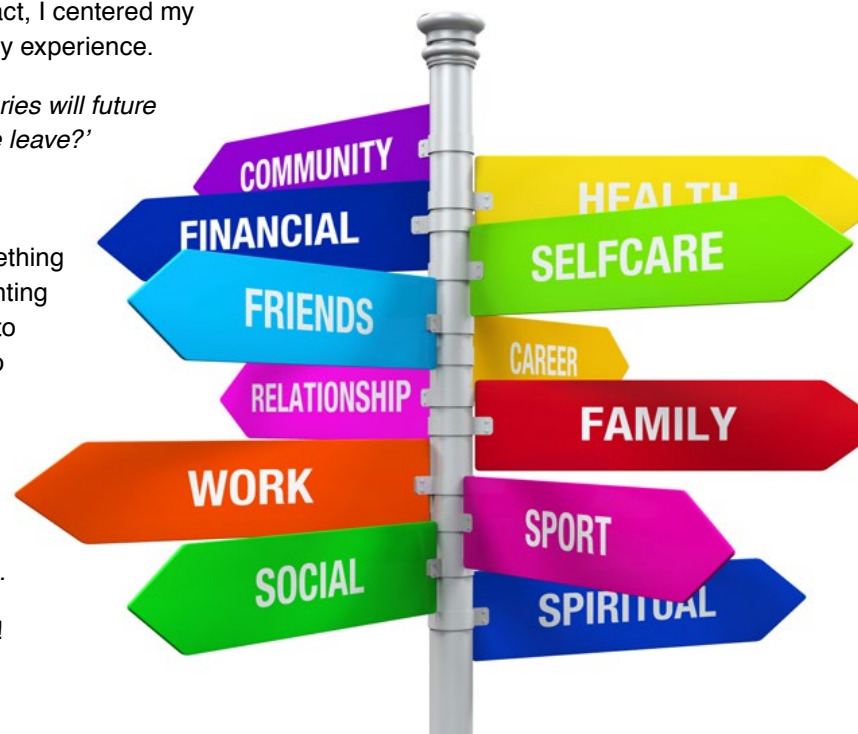 act, I centered my
y experience.
ries will future
e leave?'
ething
nting
to
o
.
!
COMMUNITY
FINANCIAL
FRIENDS
RELATIONSHIP
WORK
SOCIAL
HEALTH
SELFCARE
CAREER
FAMILY
SPORT
SPIRITUAL